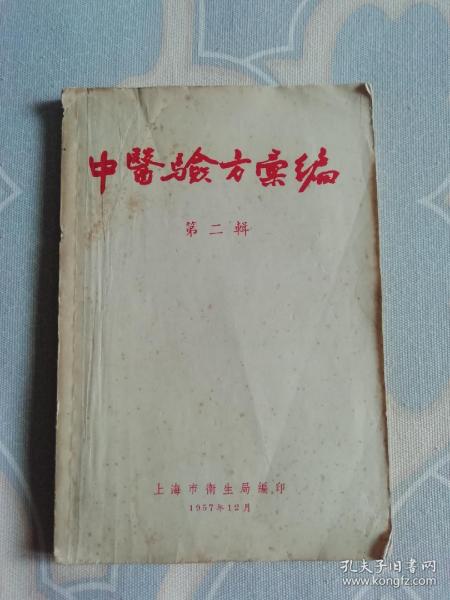 中醫驗方彙編
第二輯
上海市衛生局編印
1957年12月
孔夫子旧书网
www.kongfz.com